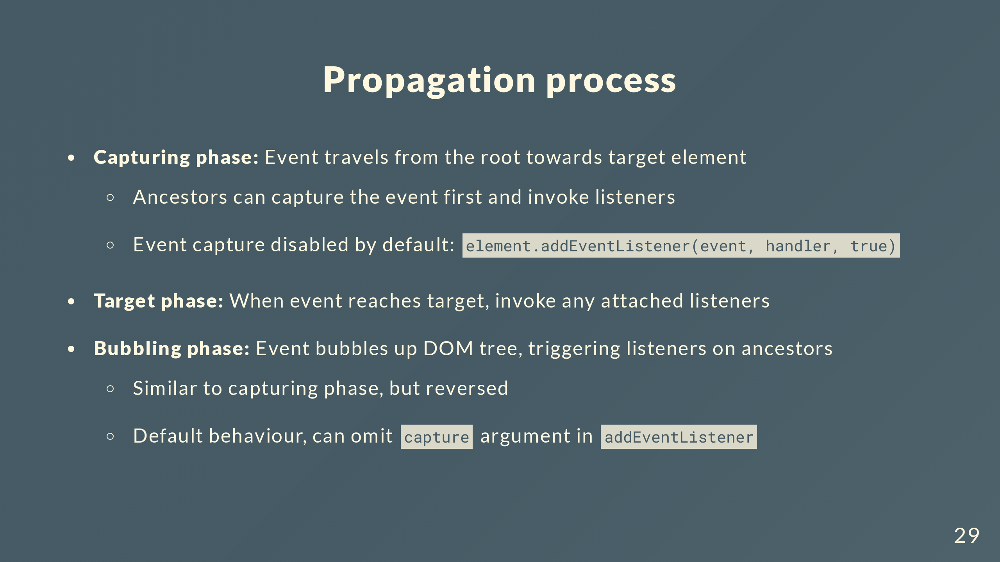 Propagation process
Capturing phase: Event travels from the root towards target element
Ancestors can capture the event first and invoke listeners
Event capture disabled by default: element.addEventListener(event, handler, true)
Target phase: When event reaches target, invoke any attached listeners
Bubbling phase: Event bubbles up DOM tree, triggering listeners on ancestors
Similar to capturing phase, but reversed
Default behaviour, can omit capture argument in addEventListener
29